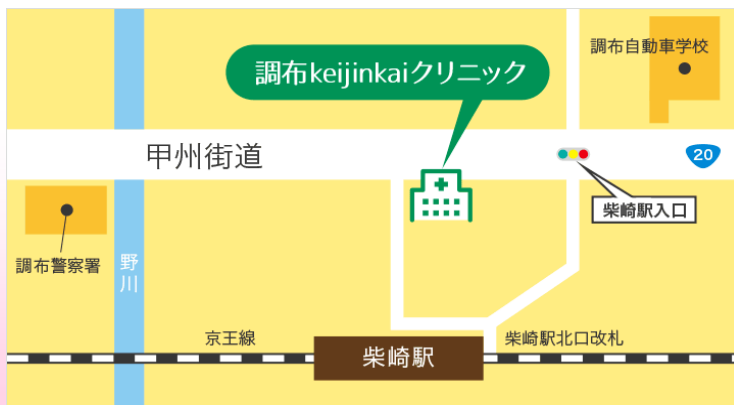 調布自動車学校
調布keijinkaiクリニック
甲州街道
20
柴崎駅入口
調布警察署
野川
京王線
柴崎駅北口改札
柴崎駅